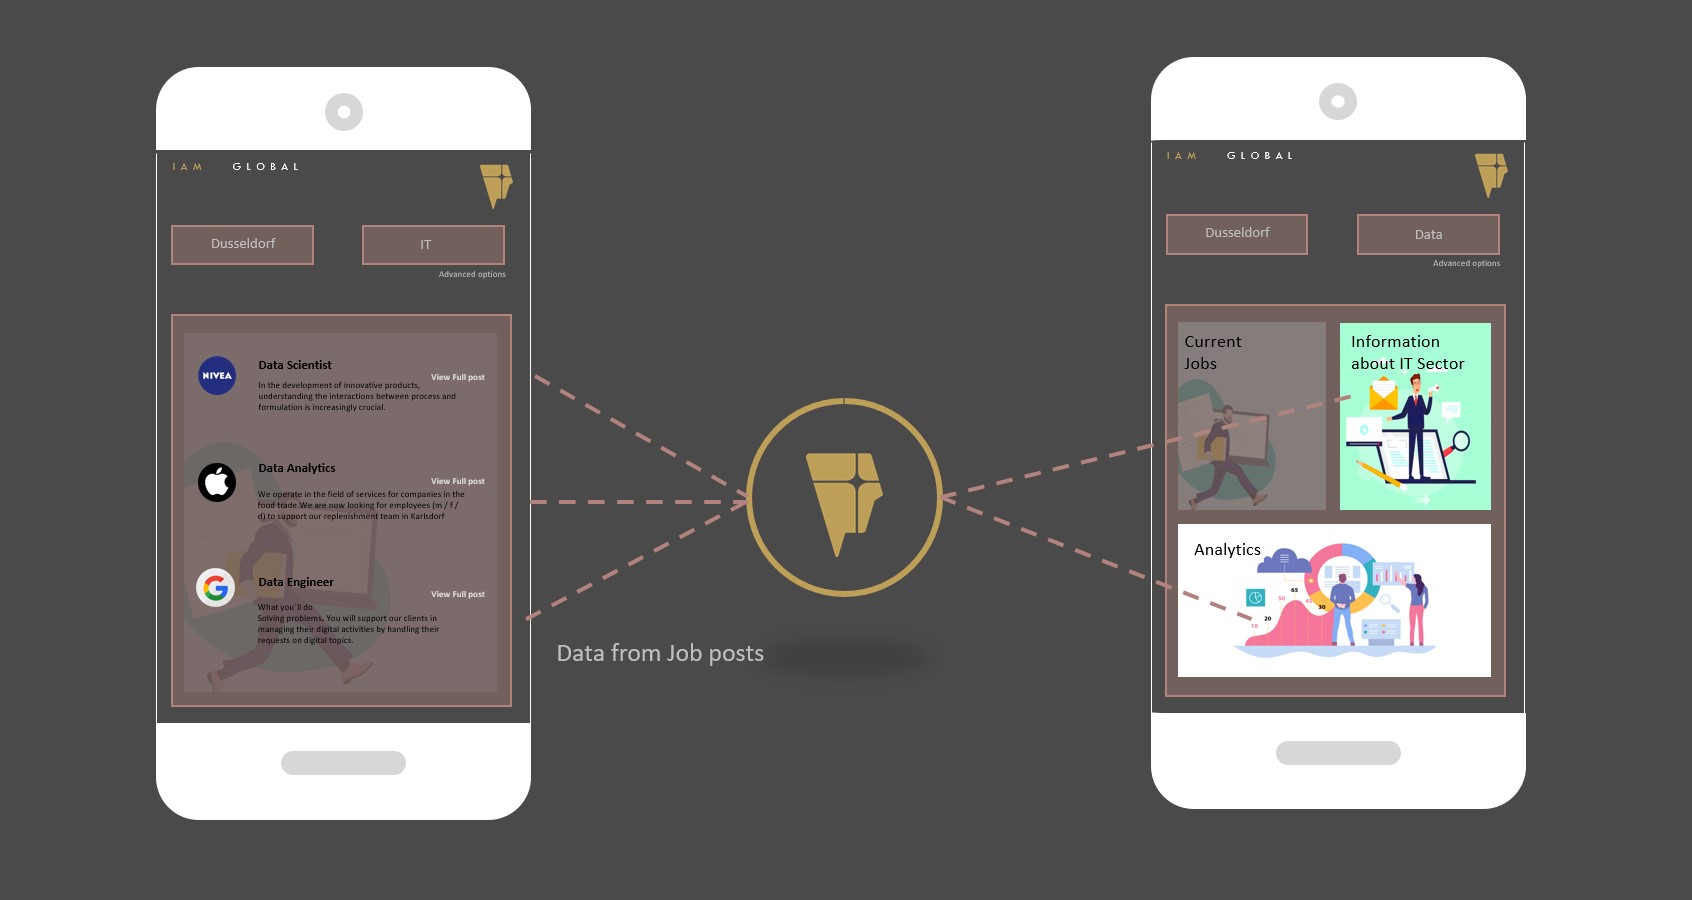 IAM GLOBAL
Dusseldorf
IT
Advanced options
NIVEA
Data Scientist
View Full post
In the development of innovative products,
understanding the interactions between process and
formulation is increasingly crucial.
Data Analytics
View Full post
We operate in the field of services for companies in the
food trade.We are now looking for employees (m / f /
d) to support our replenishment team in Karlsdorf
Data Engineer
View Full post
What you´ll do
Solving problems. You will support our clients in
managing their digital activities by handling their
requests on digital topics.
Data from Job posts
IAM GLOBAL
Dusseldorf
Data
Advanced options
Current
Jobs
Information
about IT Sector
Analytics
65
50
45
30
20
10